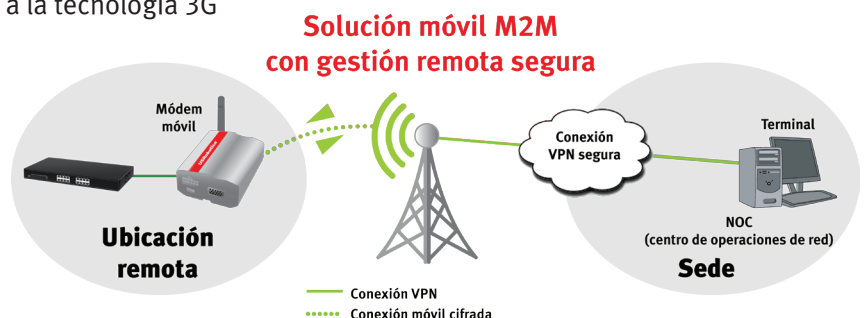 a la tecnología 3G
Solución móvil M2M
con gestión remota segura
Módem
móvil
Ubicación
remota
Conexión
VPN segura
Terminal
NOC
(centro de operaciones de red)
Sede
Conexión VPN
Conexión móvil cifrada